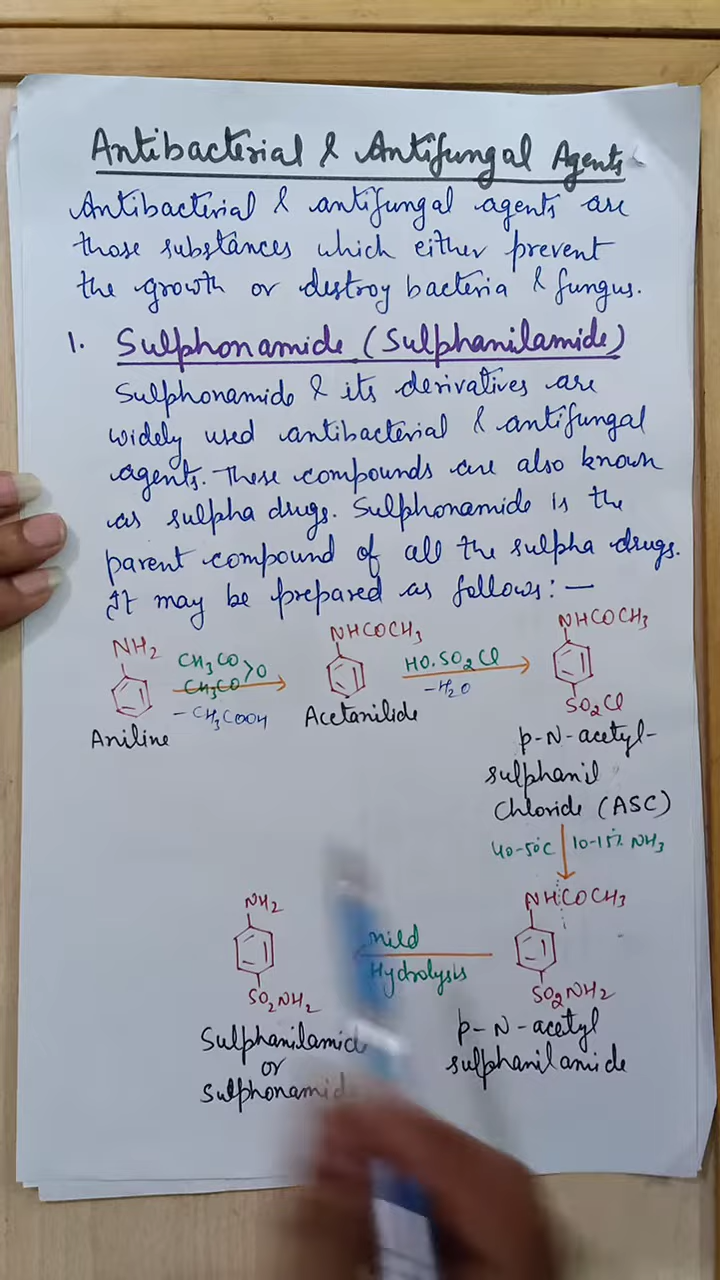 Antibacterial & Antifungal Agents
Antibacterial & antifungal agents are
those substances which either prevent
the growth or destroy bacteria & fungus.
1. Sulphonamide (Sulphanilamide)
Sulphonamide & its derivatives are
widely used antibacterial & antifungal
agents. These compounds are also known
as sulpha drugs. Sulphonamide is the
parent compound of all the sulpha drugs.
It may be prepared as follows: —
NH2
CH3CO
CH3CO >O
- CH3COOH
Aniline
NHCOCH3
HO.SO2Cl
-H2O
Acetanilide
NHCOCH3
SO2Cl
p-N-acetyl-
sulphanil
Chloride (ASC)
40-50C 10-15% NH3
NHCOCH3
SO2NH2
p-N-acetyl
sulphanilamide
mild
Hydrolysis
NH2
SO2NH2
Sulphanilamid
or
Sulphonamid